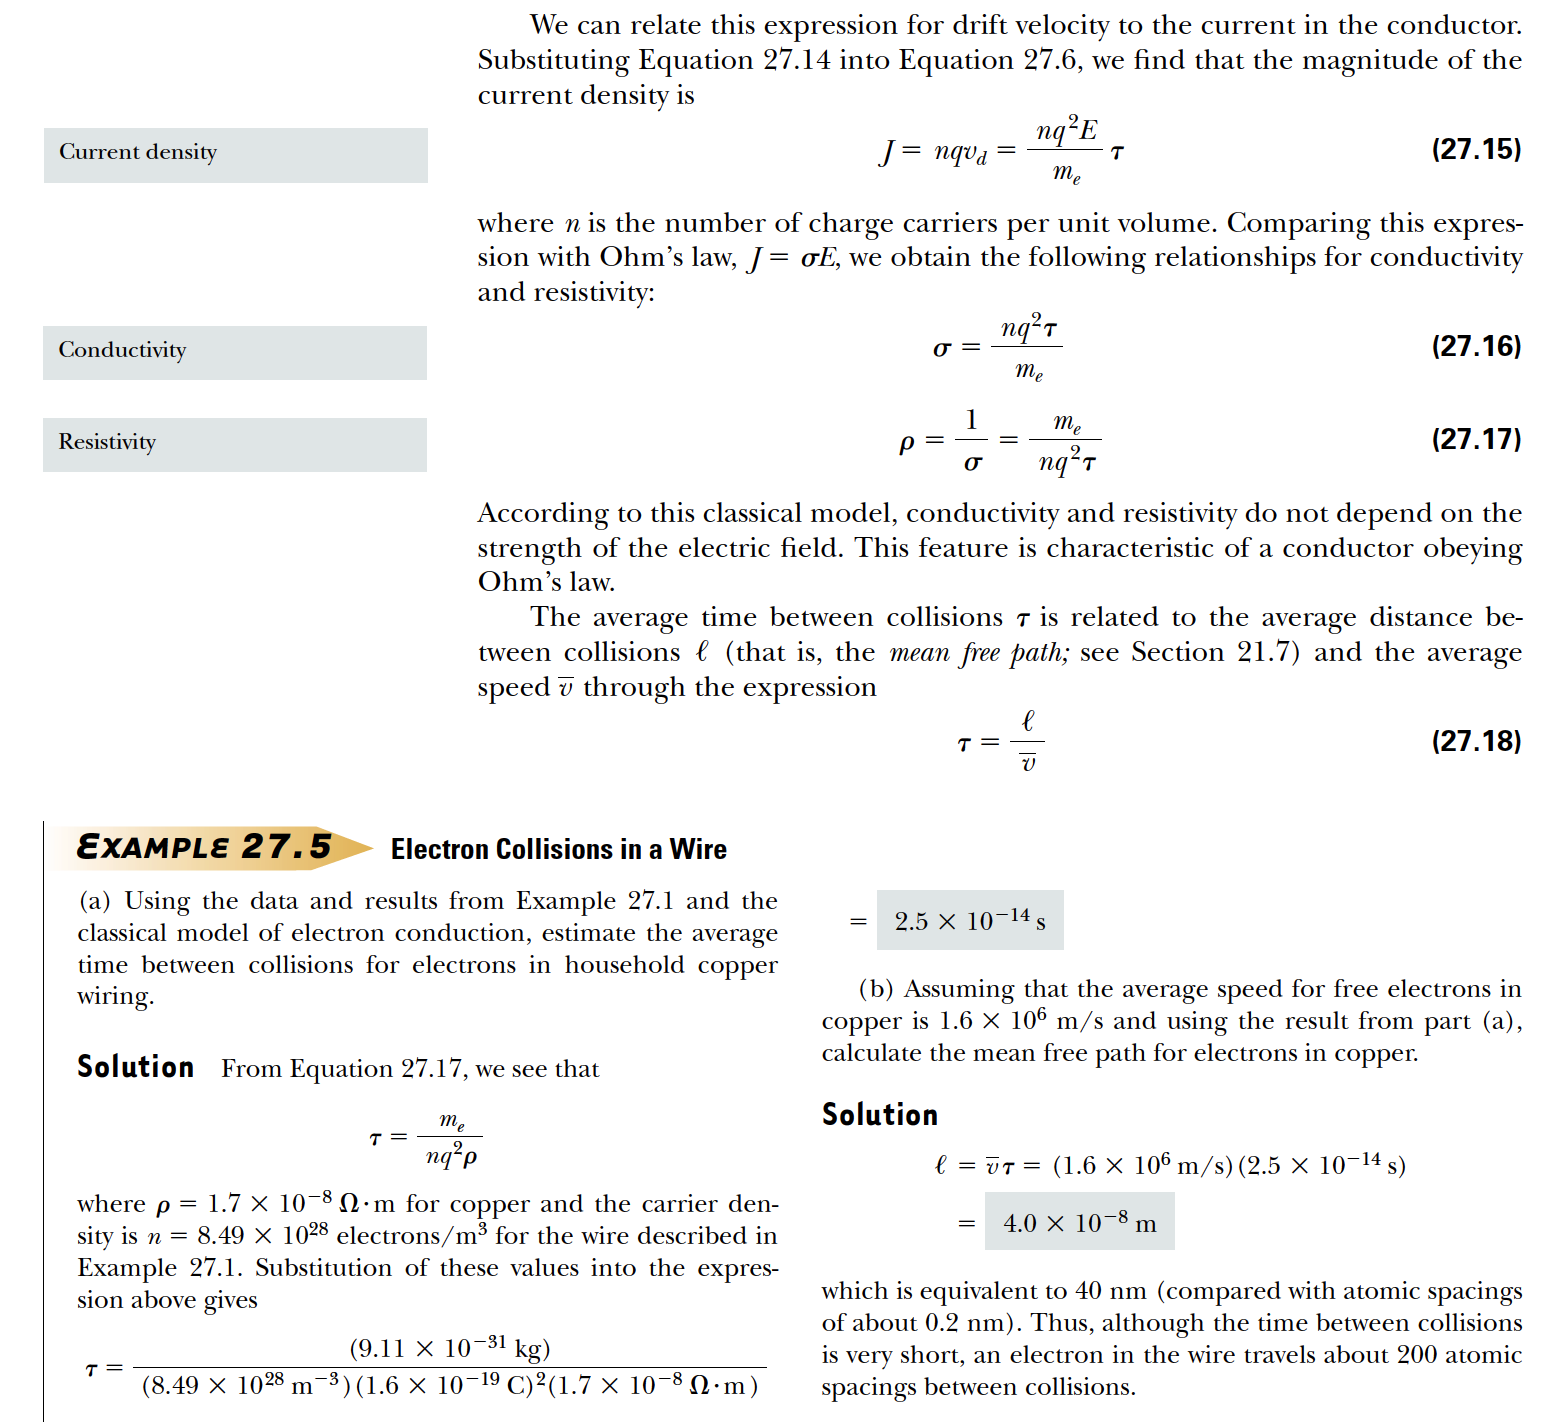 We can relate this expression for drift velocity to the current in the conductor.
Substituting Equation 27.14 into Equation 27.6, we find that the magnitude of the
current density is
Current density
J = nqv_d = \frac{nq²E}{m_e} τ (27.15)
where n is the number of charge carriers per unit volume. Comparing this expres-
sion with Ohm’s law, J = σE, we obtain the following relationships for conductivity
and resistivity:
Conductivity
σ = \frac{nq²τ}{m_e} (27.16)
Resistivity
ρ = \frac{1}{σ} = \frac{m_e}{nq²τ} (27.17)
According to this classical model, conductivity and resistivity do not depend on the
strength of the electric field. This feature is characteristic of a conductor obeying
Ohm’s law.
The average time between collisions τ is related to the average distance be-
tween collisions ℓ (that is, the mean free path; see Section 21.7) and the average
speed v̄ through the expression
τ = \frac{ℓ}{v̄} (27.18)
EXAMPLE 27.5 Electron Collisions in a Wire
(a) Using the data and results from Example 27.1 and the
classical model of electron conduction, estimate the average
time between collisions for electrons in household copper
wiring.
Solution From Equation 27.17, we see that
τ = \frac{m_e}{nq²ρ}
where ρ = 1.7 × 10⁻⁸ Ω·m for copper and the carrier den-
sity is n = 8.49 × 10²⁸ electrons/m³ for the wire described in
Example 27.1. Substitution of these values into the expres-
sion above gives
τ = \frac{(9.11 × 10⁻³¹ kg)}{(8.49 × 10²⁸ m⁻³)(1.6 × 10⁻¹⁹ C)²(1.7 × 10⁻⁸ Ω·m)}
= 2.5 × 10⁻¹⁴ s
(b) Assuming that the average speed for free electrons in
copper is 1.6 × 10⁶ m/s and using the result from part (a),
calculate the mean free path for electrons in copper.
Solution
ℓ = v̄τ = (1.6 × 10⁶ m/s)(2.5 × 10⁻¹⁴ s)
= 4.0 × 10⁻⁸ m
which is equivalent to 40 nm (compared with atomic spacings
of about 0.2 nm). Thus, although the time between collisions
is very short, an electron in the wire travels about 200 atomic
spacings between collisions.